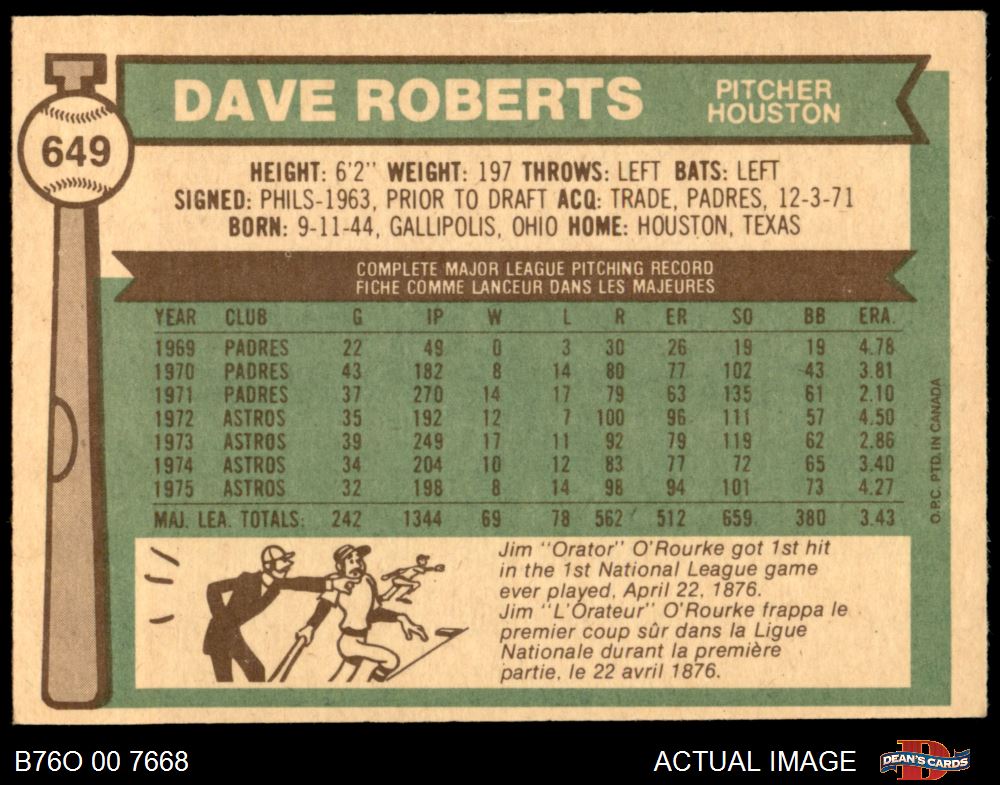 649
DAVE ROBERTS
PITCHER
HOUSTON
HEIGHT: 6'2" WEIGHT: 197 THROWS: LEFT BATS: LEFT
SIGNED: PHILS-1963, PRIOR TO DRAFT ACQ: TRADE, PADRES, 12-3-71
BORN: 9-11-44, GALLIPOLIS, OHIO HOME: HOUSTON, TEXAS
COMPLETE MAJOR LEAGUE PITCHING RECORD
FICHE COMME LANCEUR DANS LES MAJEURES
YEAR CLUB G IP W L R ER SO BB ERA.
1969 PADRES 22 49 0 3 30 26 19 19 4.78
1970 PADRES 43 182 8 14 80 77 102 43 3.81
1971 PADRES 37 270 14 17 79 63 135 61 2.10
1972 ASTROS 35 192 12 7 100 96 111 57 4.50
1973 ASTROS 39 249 17 11 92 79 119 62 2.86
1974 ASTROS 34 204 10 12 83 77 72 65 3.40
1975 ASTROS 32 198 8 14 98 94 101 73 4.27
MAJ. LEA. TOTALS: 242 1344 69 78 562 512 659 380 3.43
O.P.C. PTD. IN CANADA
Jim "Orator" O'Rourke got 1st hit
in the 1st National League game
ever played, April 22, 1876.
Jim "L'Orateur" O'Rourke frappa le
premier coup sûr dans la Ligue
Nationale durant la première
partie, le 22 avril 1876.
B76O 00 7668
ACTUAL IMAGE
D
DEAN'S CARDS